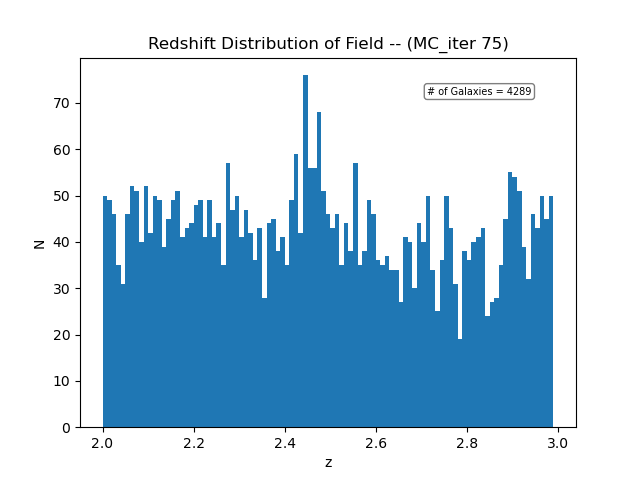 Redshift Distribution of Field -- (MC_iter 75)
# of Galaxies = 4289
70
60
50
40
30
20
10
0
N
2.0 2.2 2.4 2.6 2.8 3.0
z